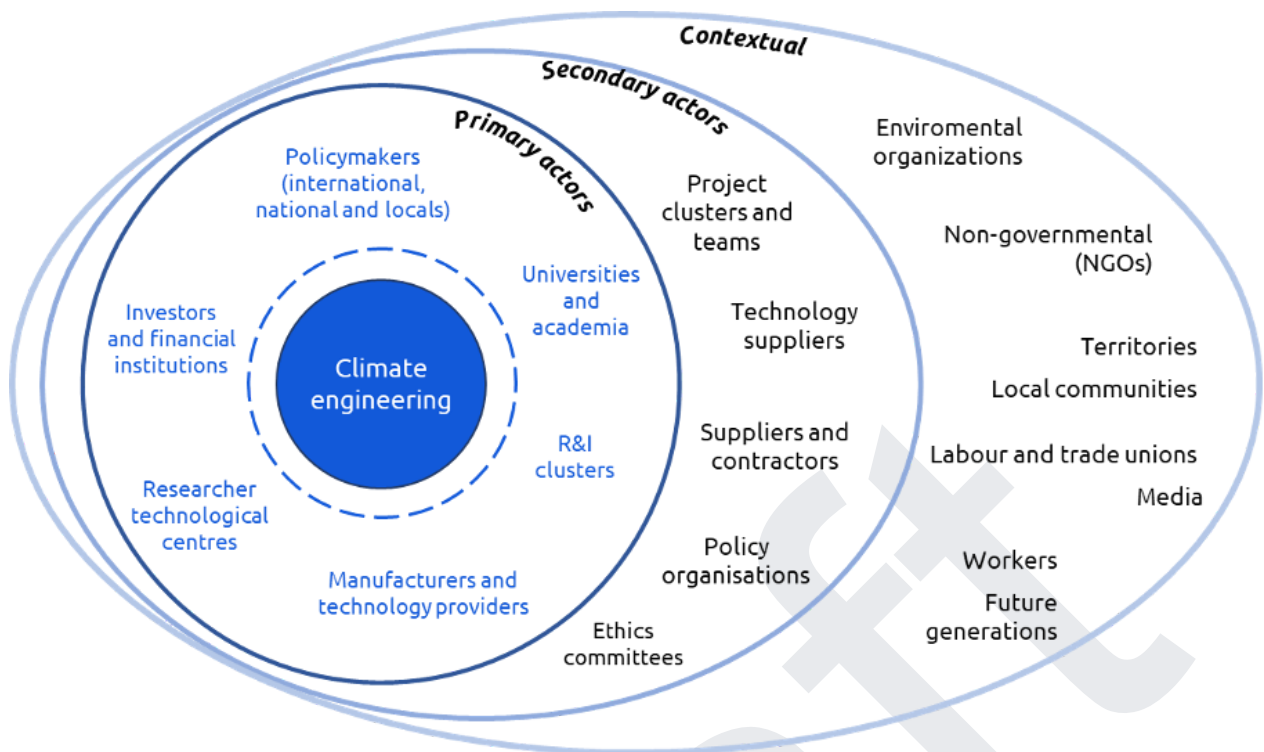 Contextual
Secondary actors
Primary actors
Policymakers
(international,
national and locals)
Investors
and financial
institutions
Universities
and
academia
Climate
engineering
R&I
clusters
Researcher
technological
centres
Manufacturers and
technology providers
Project
clusters and
teams
Technology
suppliers
Suppliers and
contractors
Policy
organisations
Ethics
committees
Enviromental
organizations
Non-governmental
(NGOs)
Territories
Local communities
Labour and trade unions
Media
Workers
Future
generations